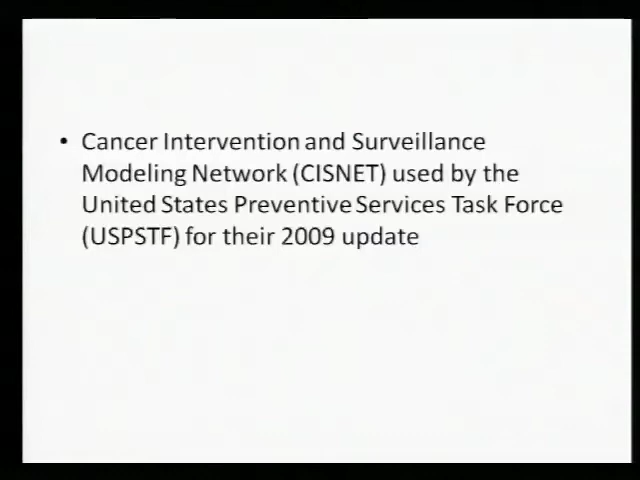 • Cancer Intervention and Surveillance
Modeling Network (CISNET) used by the
United States Preventive Services Task Force
(USPSTF) for their 2009 update